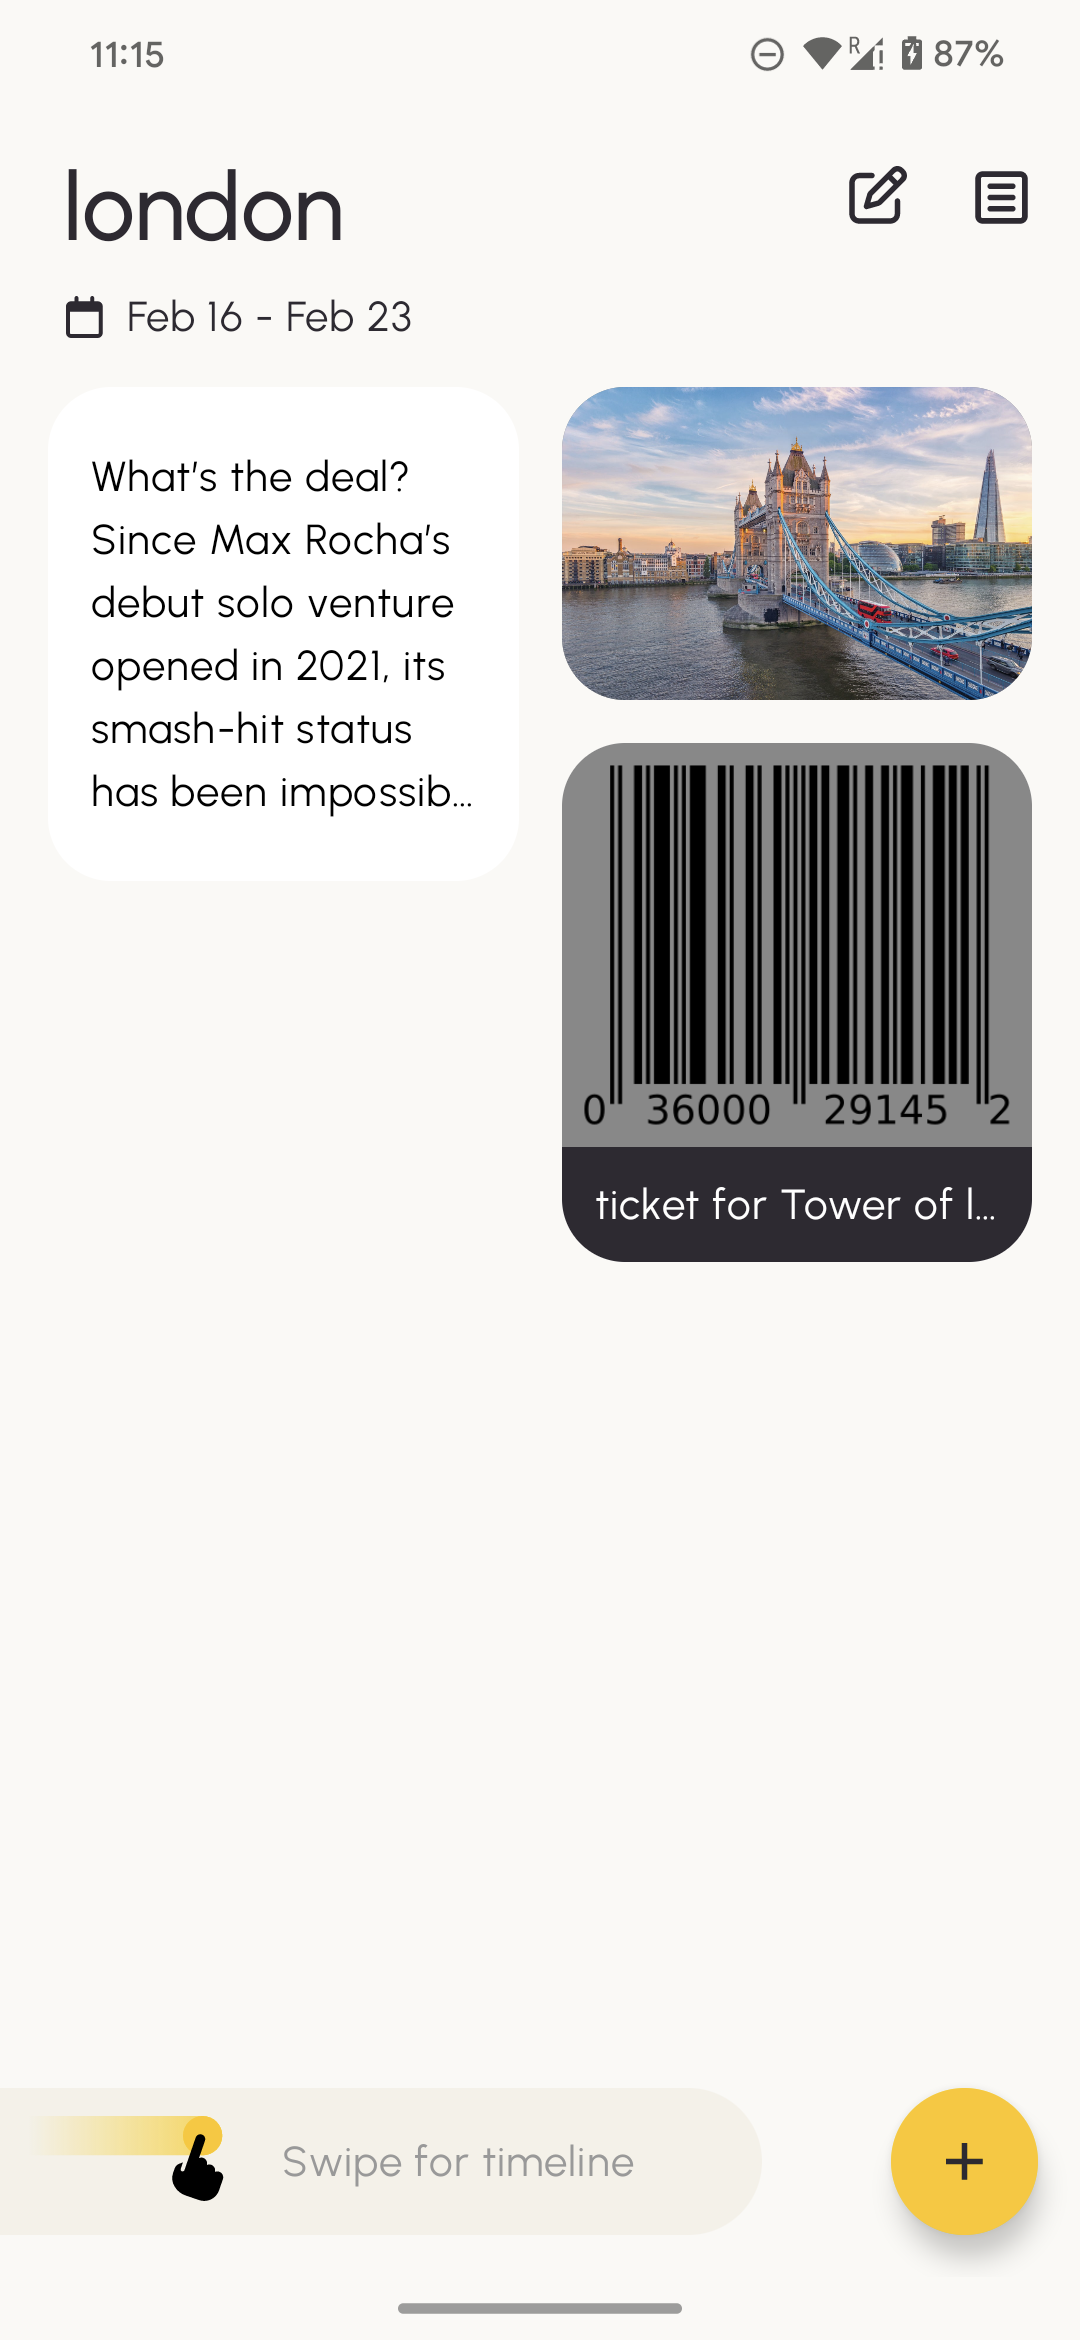 11:15
R
87%
london
Feb 16 - Feb 23
What's the deal?
Since Max Rocha's
debut solo venture
opened in 2021, its
smash-hit status
has been impossib...
0 36000 29145 2
ticket for Tower of l...
Swipe for timeline